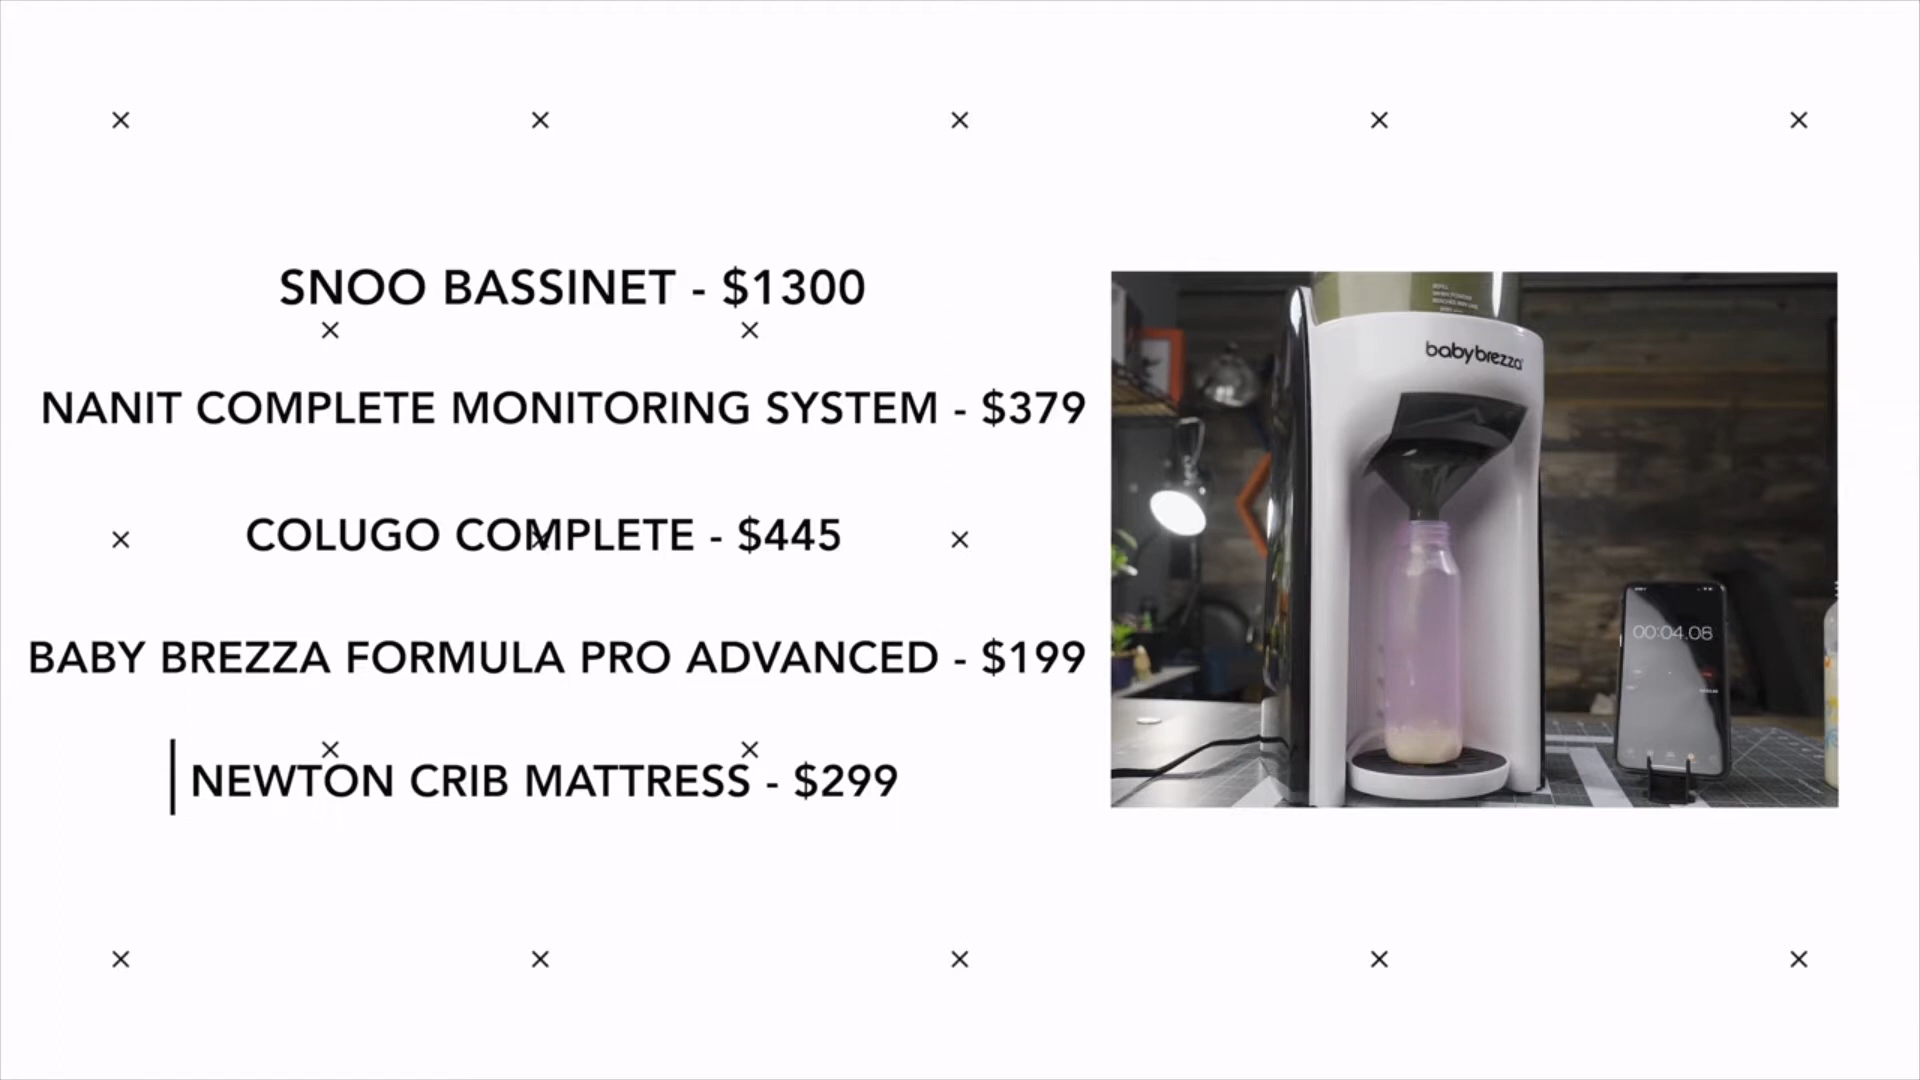 SNOO BASSINET - $1300
NANIT COMPLETE MONITORING SYSTEM - $379
COLUGO COMPLETE - $445
BABY BREZZA FORMULA PRO ADVANCED - $199
NEWTON CRIB MATTRESS - $299
babybrezza
00:04.06